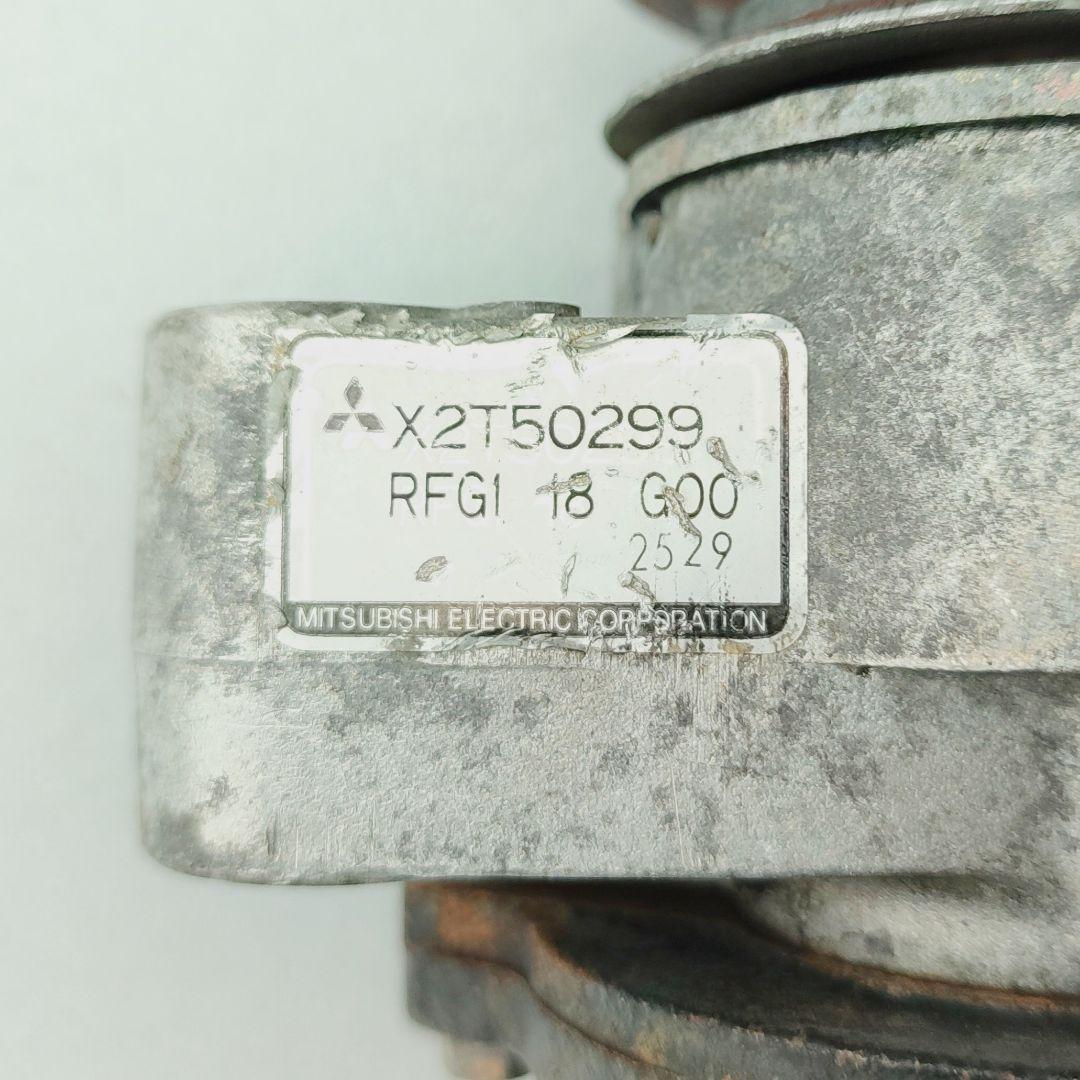 X2T50299
RFG1 18 G00
2529
MITSUBISHI ELECTRIC CORPORATION